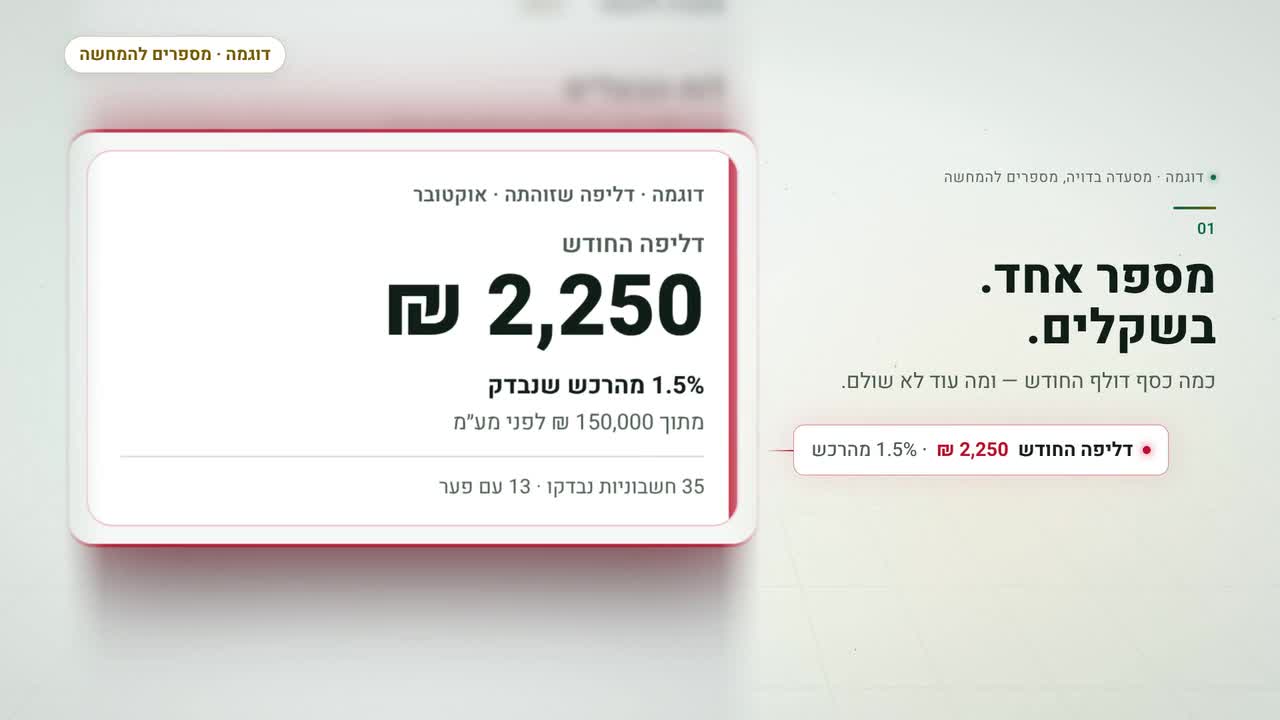 דוגמה · מספרים להמחשה
דוגמה · דליפה שזוהתה · אוקטובר
דליפה החודש
2,250 ₪
1.5% מהרכש שנבדק
מתוך 150,000 ₪ לפני מע״מ
35 חשבוניות נבדקו · 13 עם פער
דוגמה · מסעדה בדויה, מספרים להמחשה
01
מספר אחד.
בשקלים.
כמה כסף דולף החודש — ומה עוד לא שולם.
דליפה החודש 2,250 ₪ · 1.5% מהרכש